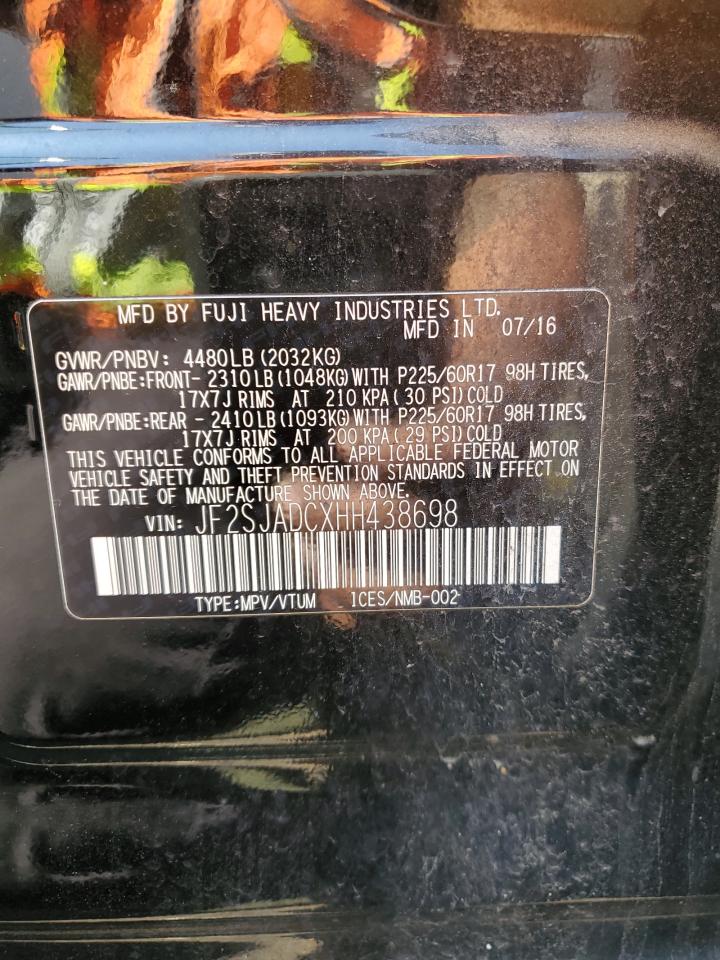 MFD BY FUJI HEAVY INDUSTRIES LTD.
MFD IN 07/16
GVWR/PNBV: 4480LB (2032KG)
GAWR/PNBE:FRONT- 2310LB (1048KG) WITH P225/60R17 98H TIRES,
17X7J RIMS AT 210 KPA (30 PSI) COLD
GAWR/PNBE:REAR - 2410LB (1093KG) WITH P225/60R17 98H TIRES,
17X7J RIMS AT 200 KPA (29 PSI) COLD
THIS VEHICLE CONFORMS TO ALL APPLICABLE FEDERAL MOTOR
VEHICLE SAFETY AND THEFT PREVENTION STANDARDS IN EFFECT ON
THE DATE OF MANUFACTURE SHOWN ABOVE.
VIN: JF2SJADCXHH438698
TYPE:MPV/VTUM ICES/NMB-002